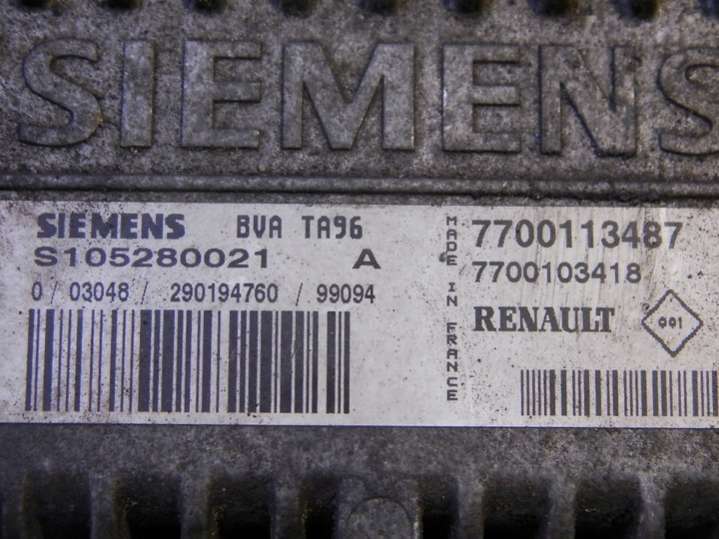 SIEMENS
SIEMENS BVA TA96
S105280021 A
0 / 03048 / 290194760 / 99094
MADE IN FRANCE
7700113487
7700103418
RENAULT
001